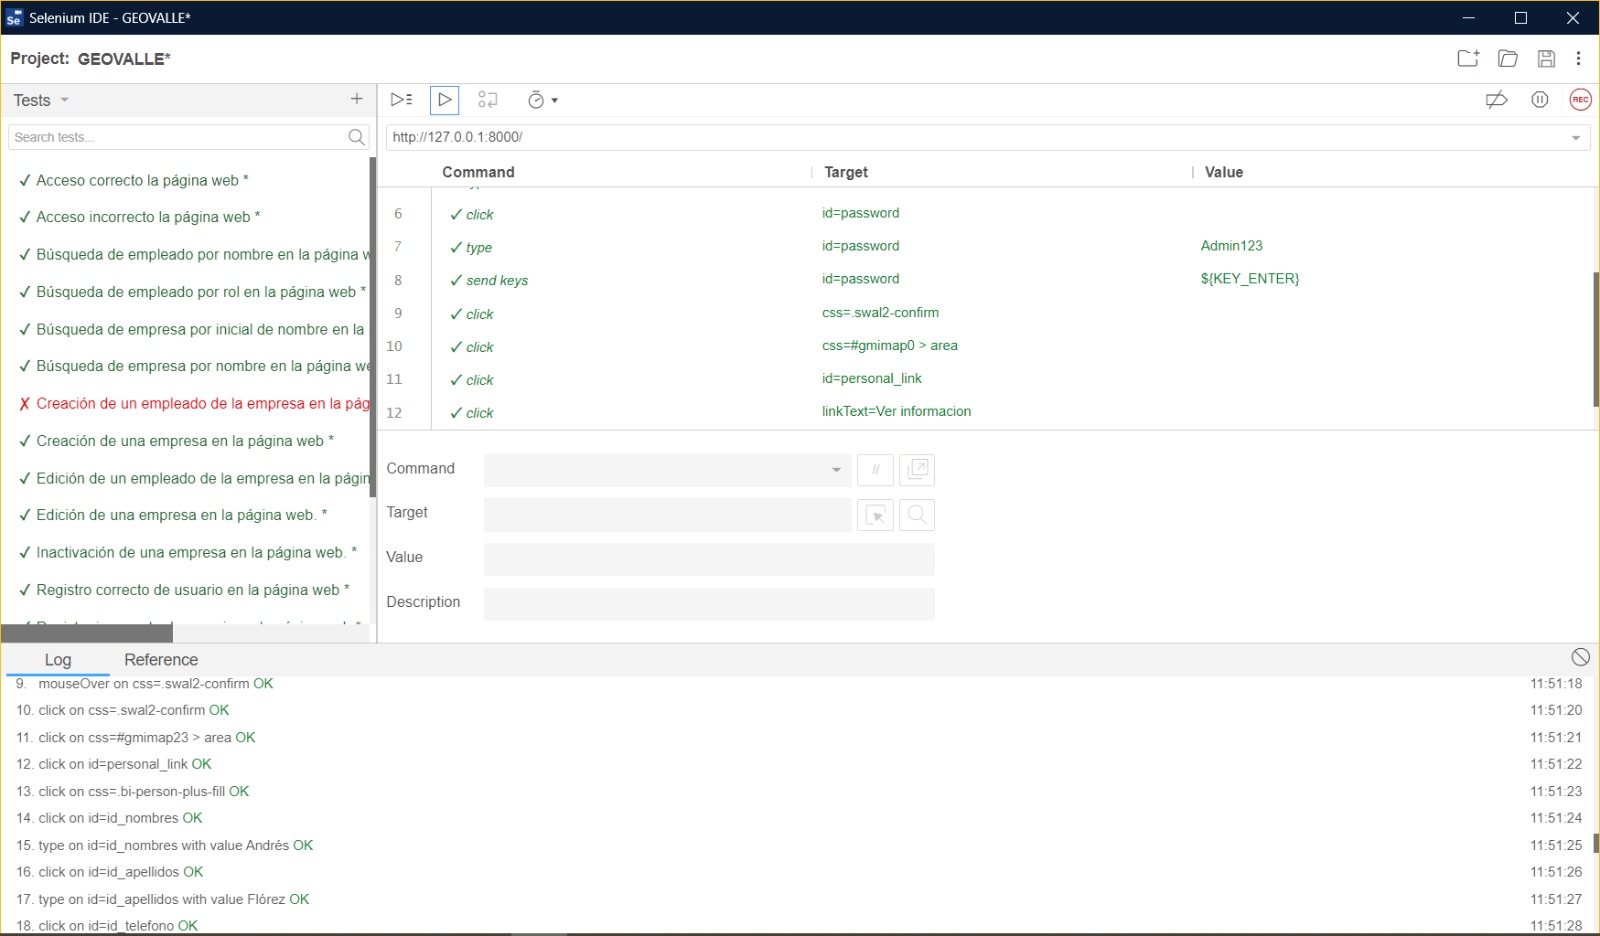 Selenium IDE - GEOVALLE*
Project: GEOVALLE*
Tests
Search tests...
http://127.0.0.1:8000/
Command Target Value
✓ Acceso correcto la página web *
✓ Acceso incorrecto la página web *
✓ Búsqueda de empleado por nombre en la página w
✓ Búsqueda de empleado por rol en la página web *
✓ Búsqueda de empresa por inicial de nombre en la
✓ Búsqueda de empresa por nombre en la página we
✗ Creación de un empleado de la empresa en la pág
✓ Creación de una empresa en la página web *
✓ Edición de un empleado de la empresa en la págin
✓ Edición de una empresa en la página web. *
✓ Inactivación de una empresa en la página web. *
✓ Registro correcto de usuario en la página web *
REC
6 ✓ click id=password
7 ✓ type id=password Admin123
8 ✓ send keys id=password ${KEY_ENTER}
9 ✓ click css=.swal2-confirm
10 ✓ click css=#gmimap0 > area
11 ✓ click id=personal_link
12 ✓ click linkText=Ver informacion
Command //
Target
Value
Description
Log Reference
9. mouseOver on css=.swal2-confirm OK 11:51:18
10. click on css=.swal2-confirm OK 11:51:20
11. click on css=#gmimap23 > area OK 11:51:21
12. click on id=personal_link OK 11:51:22
13. click on css=.bi-person-plus-fill OK 11:51:23
14. click on id=id_nombres OK 11:51:24
15. type on id=id_nombres with value Andrés OK 11:51:25
16. click on id=id_apellidos OK 11:51:26
17. type on id=id_apellidos with value Flórez OK 11:51:27
18. click on id=id_telefono OK 11:51:28